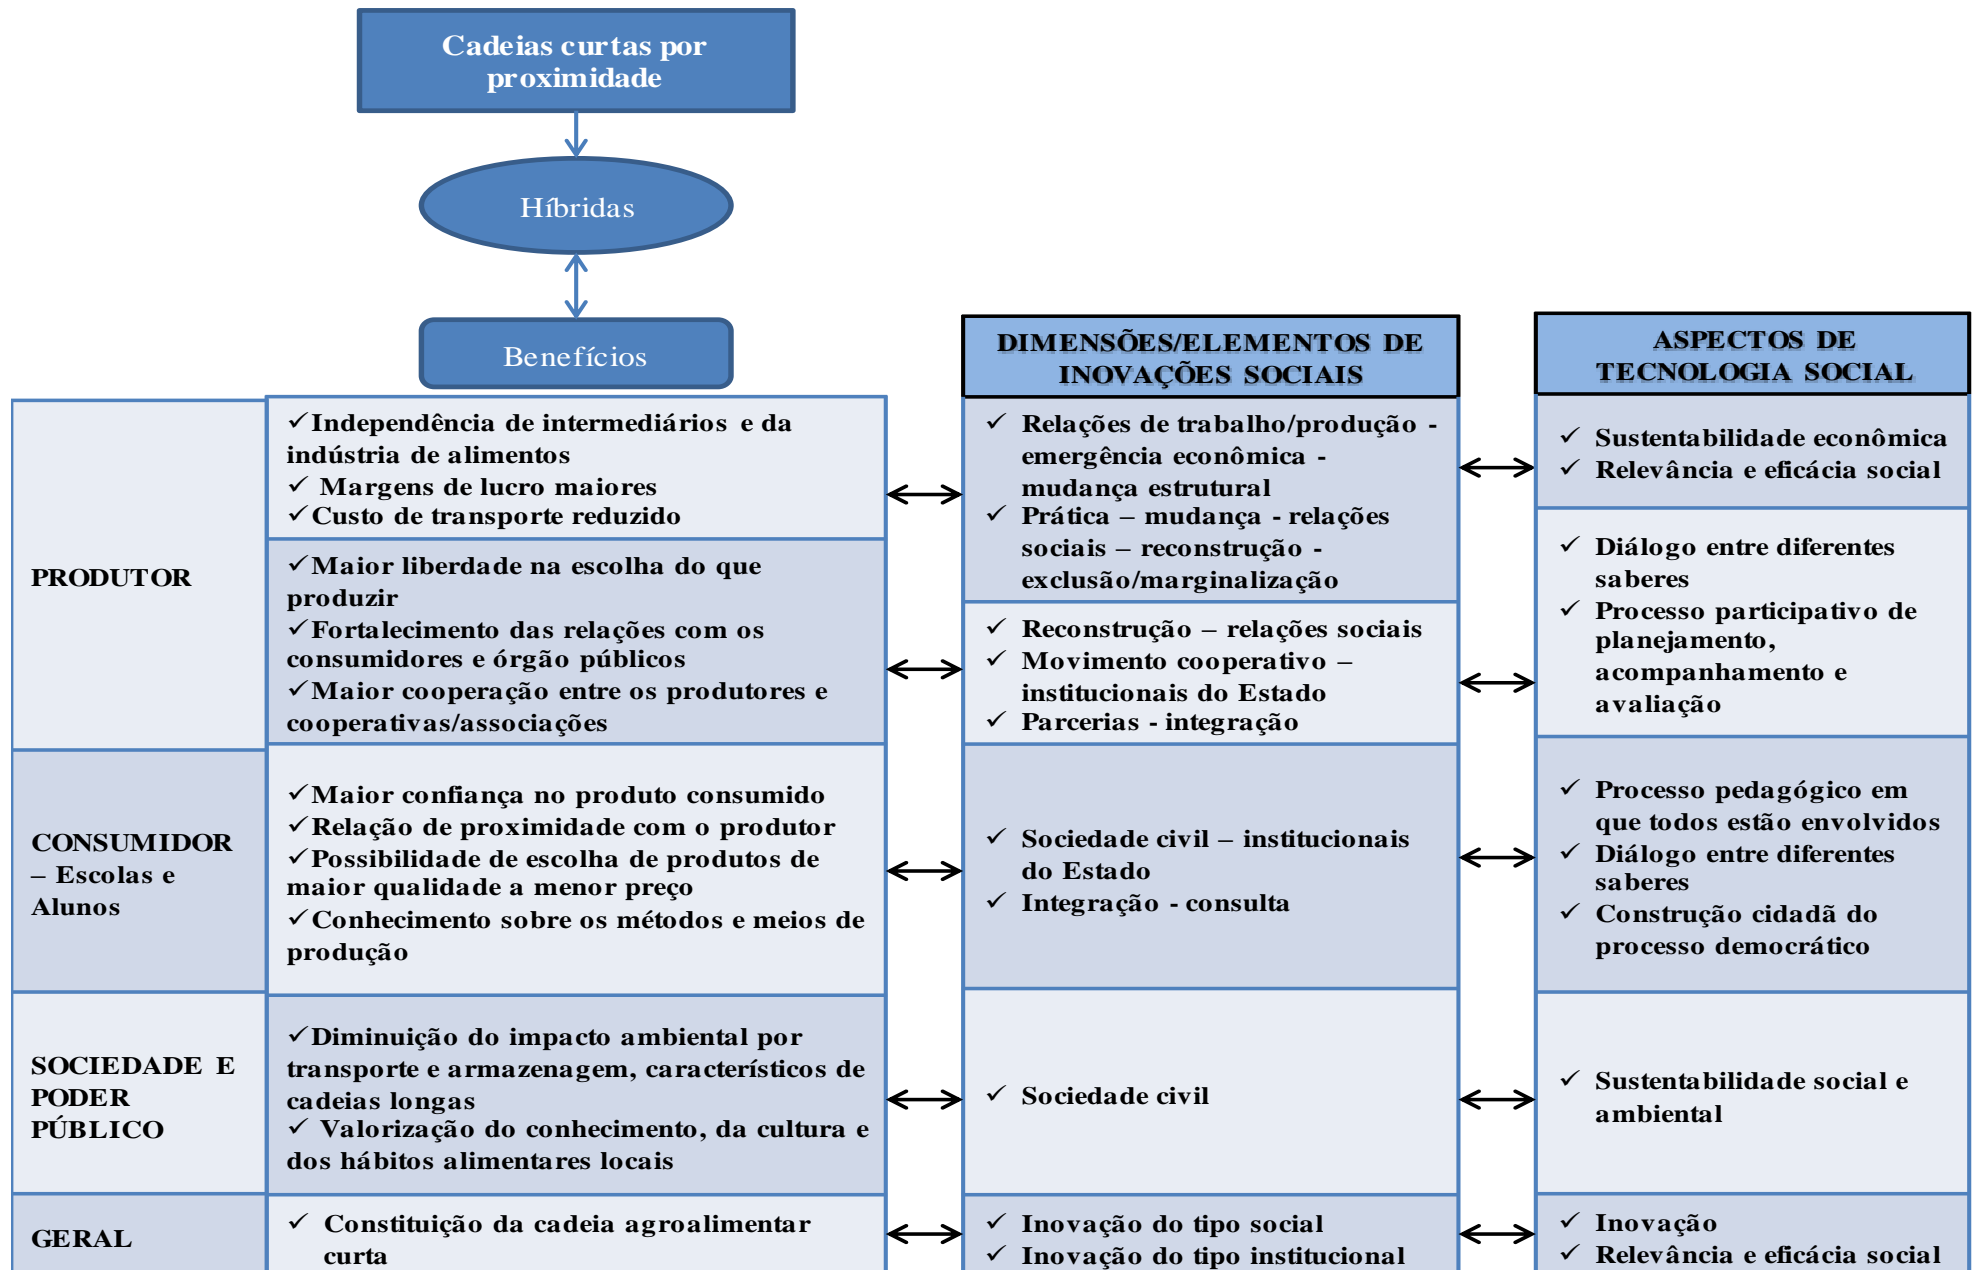 Cadeias curtas por
proximidade
Híbridas
Benefícios
DIMENSÕES/ELEMENTOS DE
INOVAÇÕES SOCIAIS
ASPECTOS DE
TECNOLOGIA SOCIAL
PRODUTOR
✓Independência de intermediários e da
indústria de alimentos
✓ Margens de lucro maiores
✓Custo de transporte reduzido
✓Maior liberdade na escolha do que
produzir
✓Fortalecimento das relações com os
consumidores e órgão públicos
✓Maior cooperação entre os produtores e
cooperativas/associações
✓ Relações de trabalho/produção -
emergência econômica -
mudança estrutural
✓ Prática – mudança - relações
sociais – reconstrução -
exclusão/marginalização
✓ Reconstrução – relações sociais
✓ Movimento cooperativo –
institucionais do Estado
✓ Parcerias - integração
✓ Sustentabilidade econômica
✓ Relevância e eficácia social
✓ Diálogo entre diferentes
saberes
✓ Processo participativo de
planejamento,
acompanhamento e
avaliação
CONSUMIDOR
– Escolas e
Alunos
✓Maior confiança no produto consumido
✓Relação de proximidade com o produtor
✓Possibilidade de escolha de produtos de
maior qualidade a menor preço
✓Conhecimento sobre os métodos e meios de
produção
✓ Sociedade civil – institucionais
do Estado
✓ Integração - consulta
✓ Processo pedagógico em
que todos estão envolvidos
✓ Diálogo entre diferentes
saberes
✓ Construção cidadã do
processo democrático
SOCIEDADE E
PODER
PÚBLICO
✓Diminuição do impacto ambiental por
transporte e armazenagem, característicos de
cadeias longas
✓ Valorização do conhecimento, da cultura e
dos hábitos alimentares locais
✓ Sociedade civil
✓ Sustentabilidade social e
ambiental
GERAL
✓ Constituição da cadeia agroalimentar
curta
✓ Inovação do tipo social
✓ Inovação do tipo institucional
✓ Inovação
✓ Relevância e eficácia social